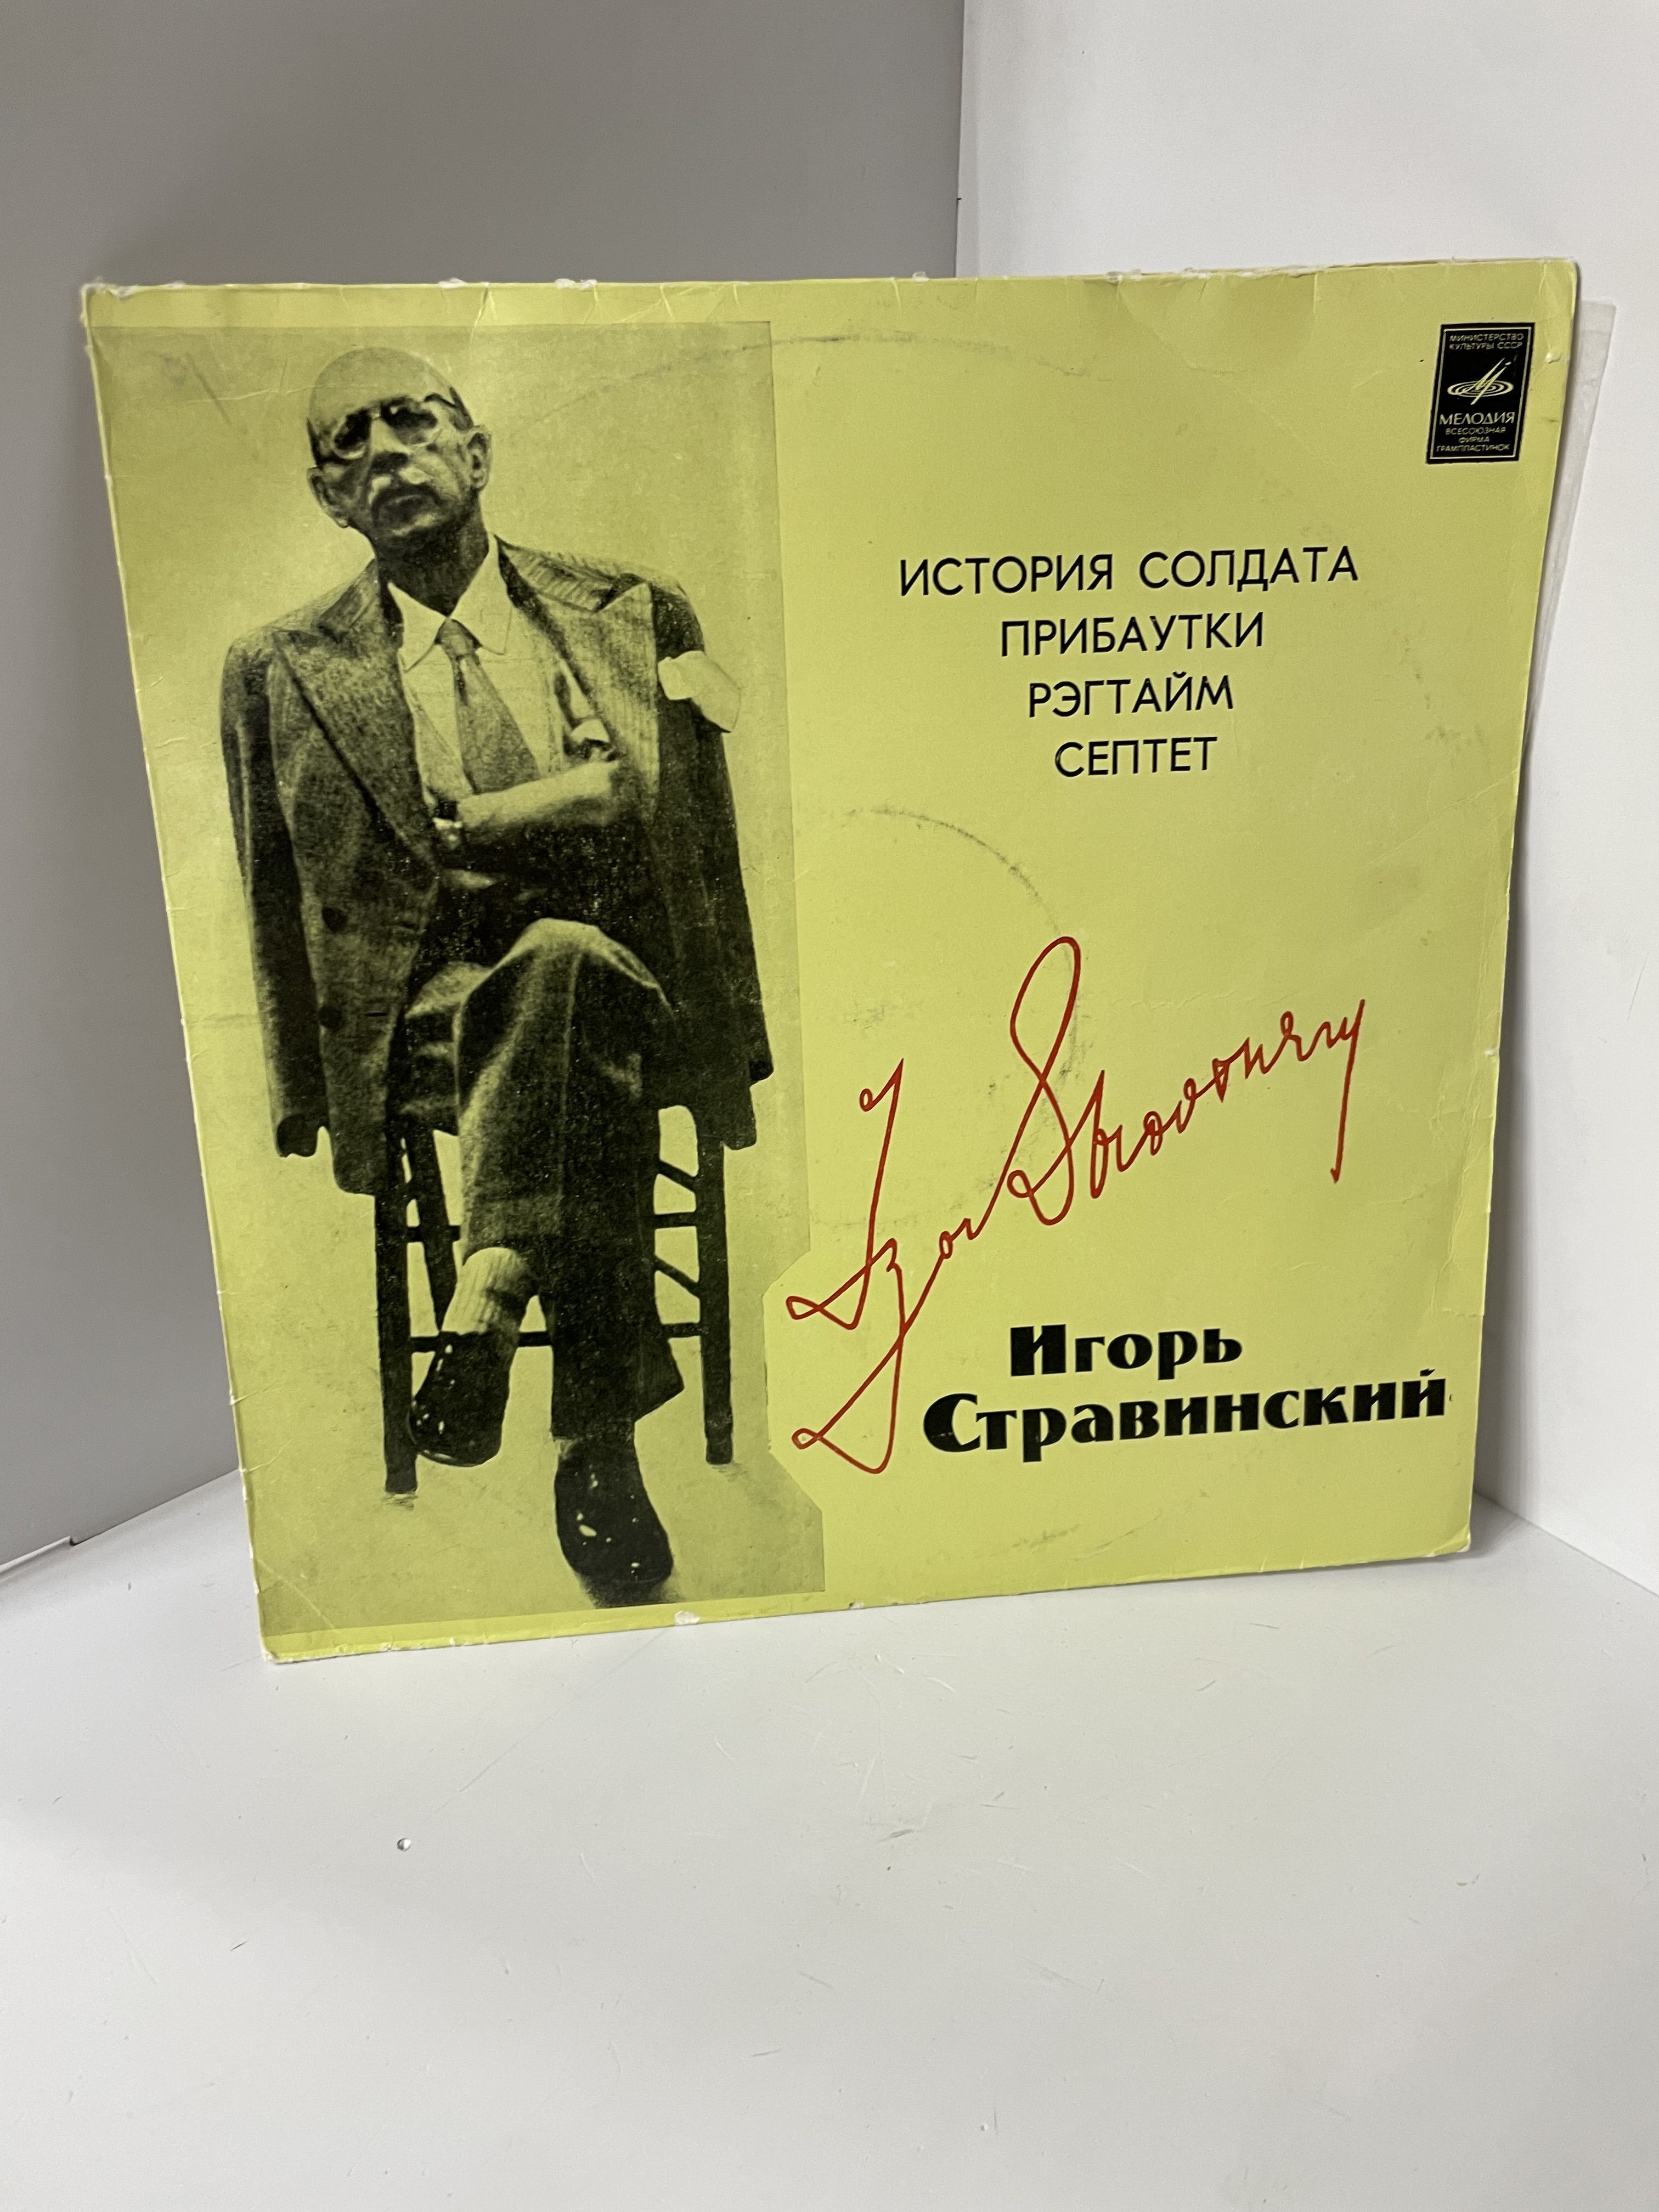 МИНИСТЕРСТВО
КУЛЬТУРЫ СССР
МЕЛОДИЯ
ВСЕСОЮЗНАЯ
ФИРМА
ГРАМПЛАСТИНОК
ИСТОРИЯ СОЛДАТА
ПРИБАУТКИ
РЭГТАЙМ
СЕПТЕТ
Игорь
Стравинский